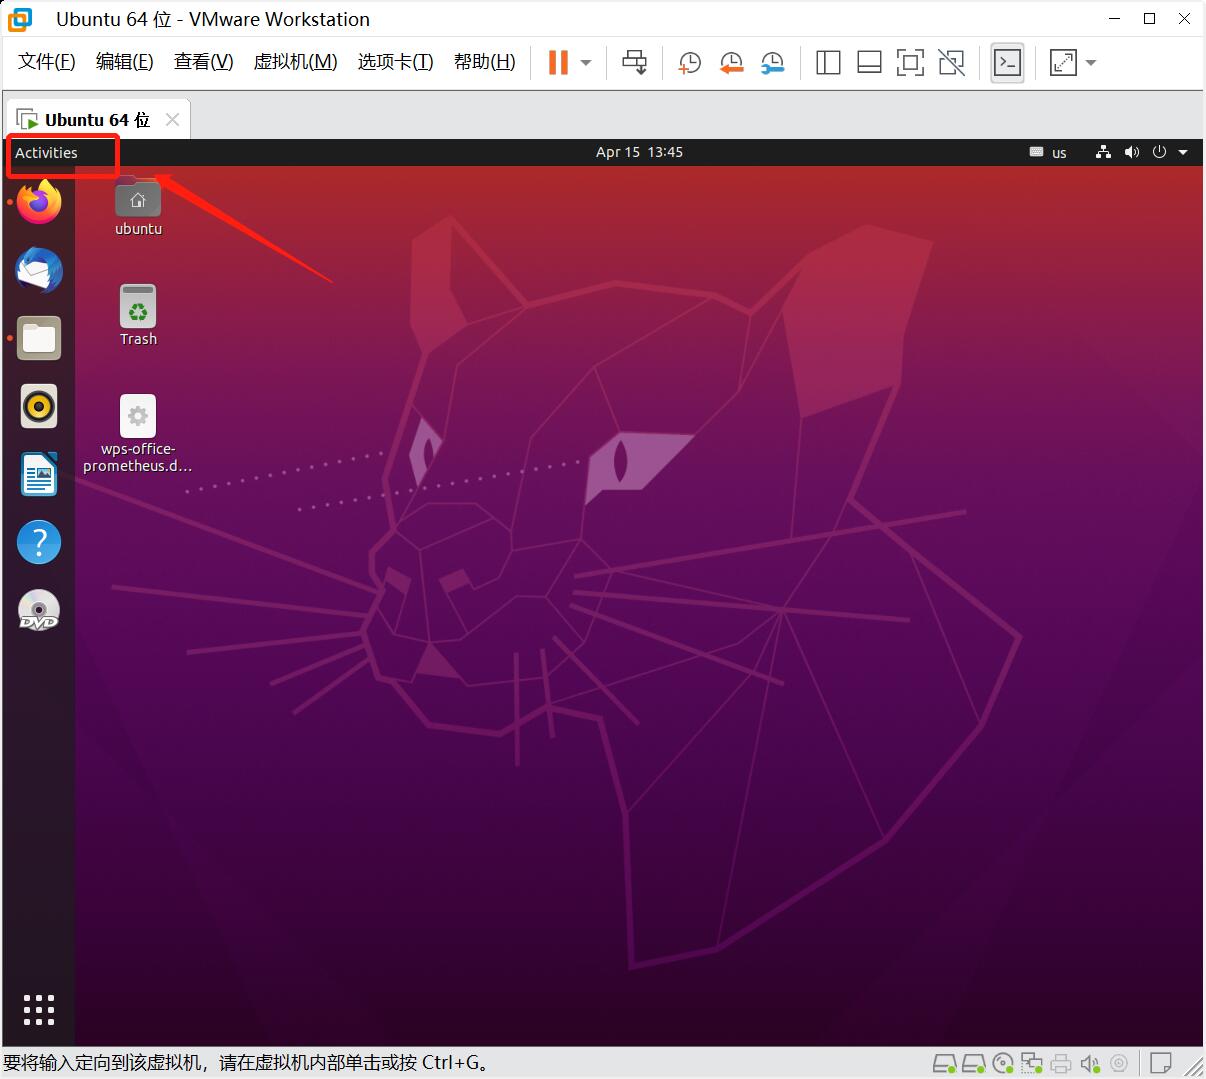 Ubuntu 64 位 - VMware Workstation
文件(F) 编辑(E) 查看(V) 虚拟机(M) 选项卡(T) 帮助(H)
Ubuntu 64 位
Activities
Apr 15 13:45
us
ubuntu
Trash
wps-office-
prometheus.d...
?
DVD
要将输入定向到该虚拟机，请在虚拟机内部单击或按 Ctrl+G。